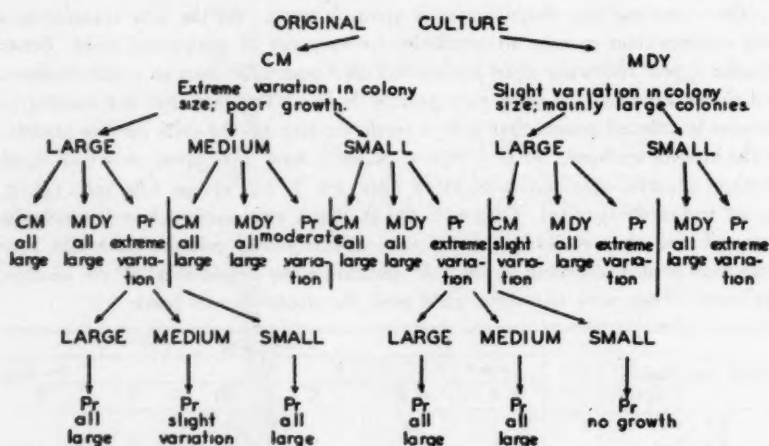 ORIGINAL CULTURE
CM MDY
Extreme variation in colony size; poor growth.
Slight variation in colony size; mainly large colonies.
LARGE MEDIUM SMALL LARGE SMALL
CM MDY Pr CM MDY Pr CM MDY Pr CM MDY Pr MDY Pr
all large
all large
extreme varia-
tion
all large
all large
moderate varia-
tion
all large
all large
extreme varia-
tion
slight varia-
tion
all large
extreme varia-
tion
all large
extreme varia-
tion
LARGE MEDIUM SMALL LARGE MEDIUM SMALL
Pr Pr Pr Pr Pr Pr
all large
slight variation
all large
all large
all large
no growth